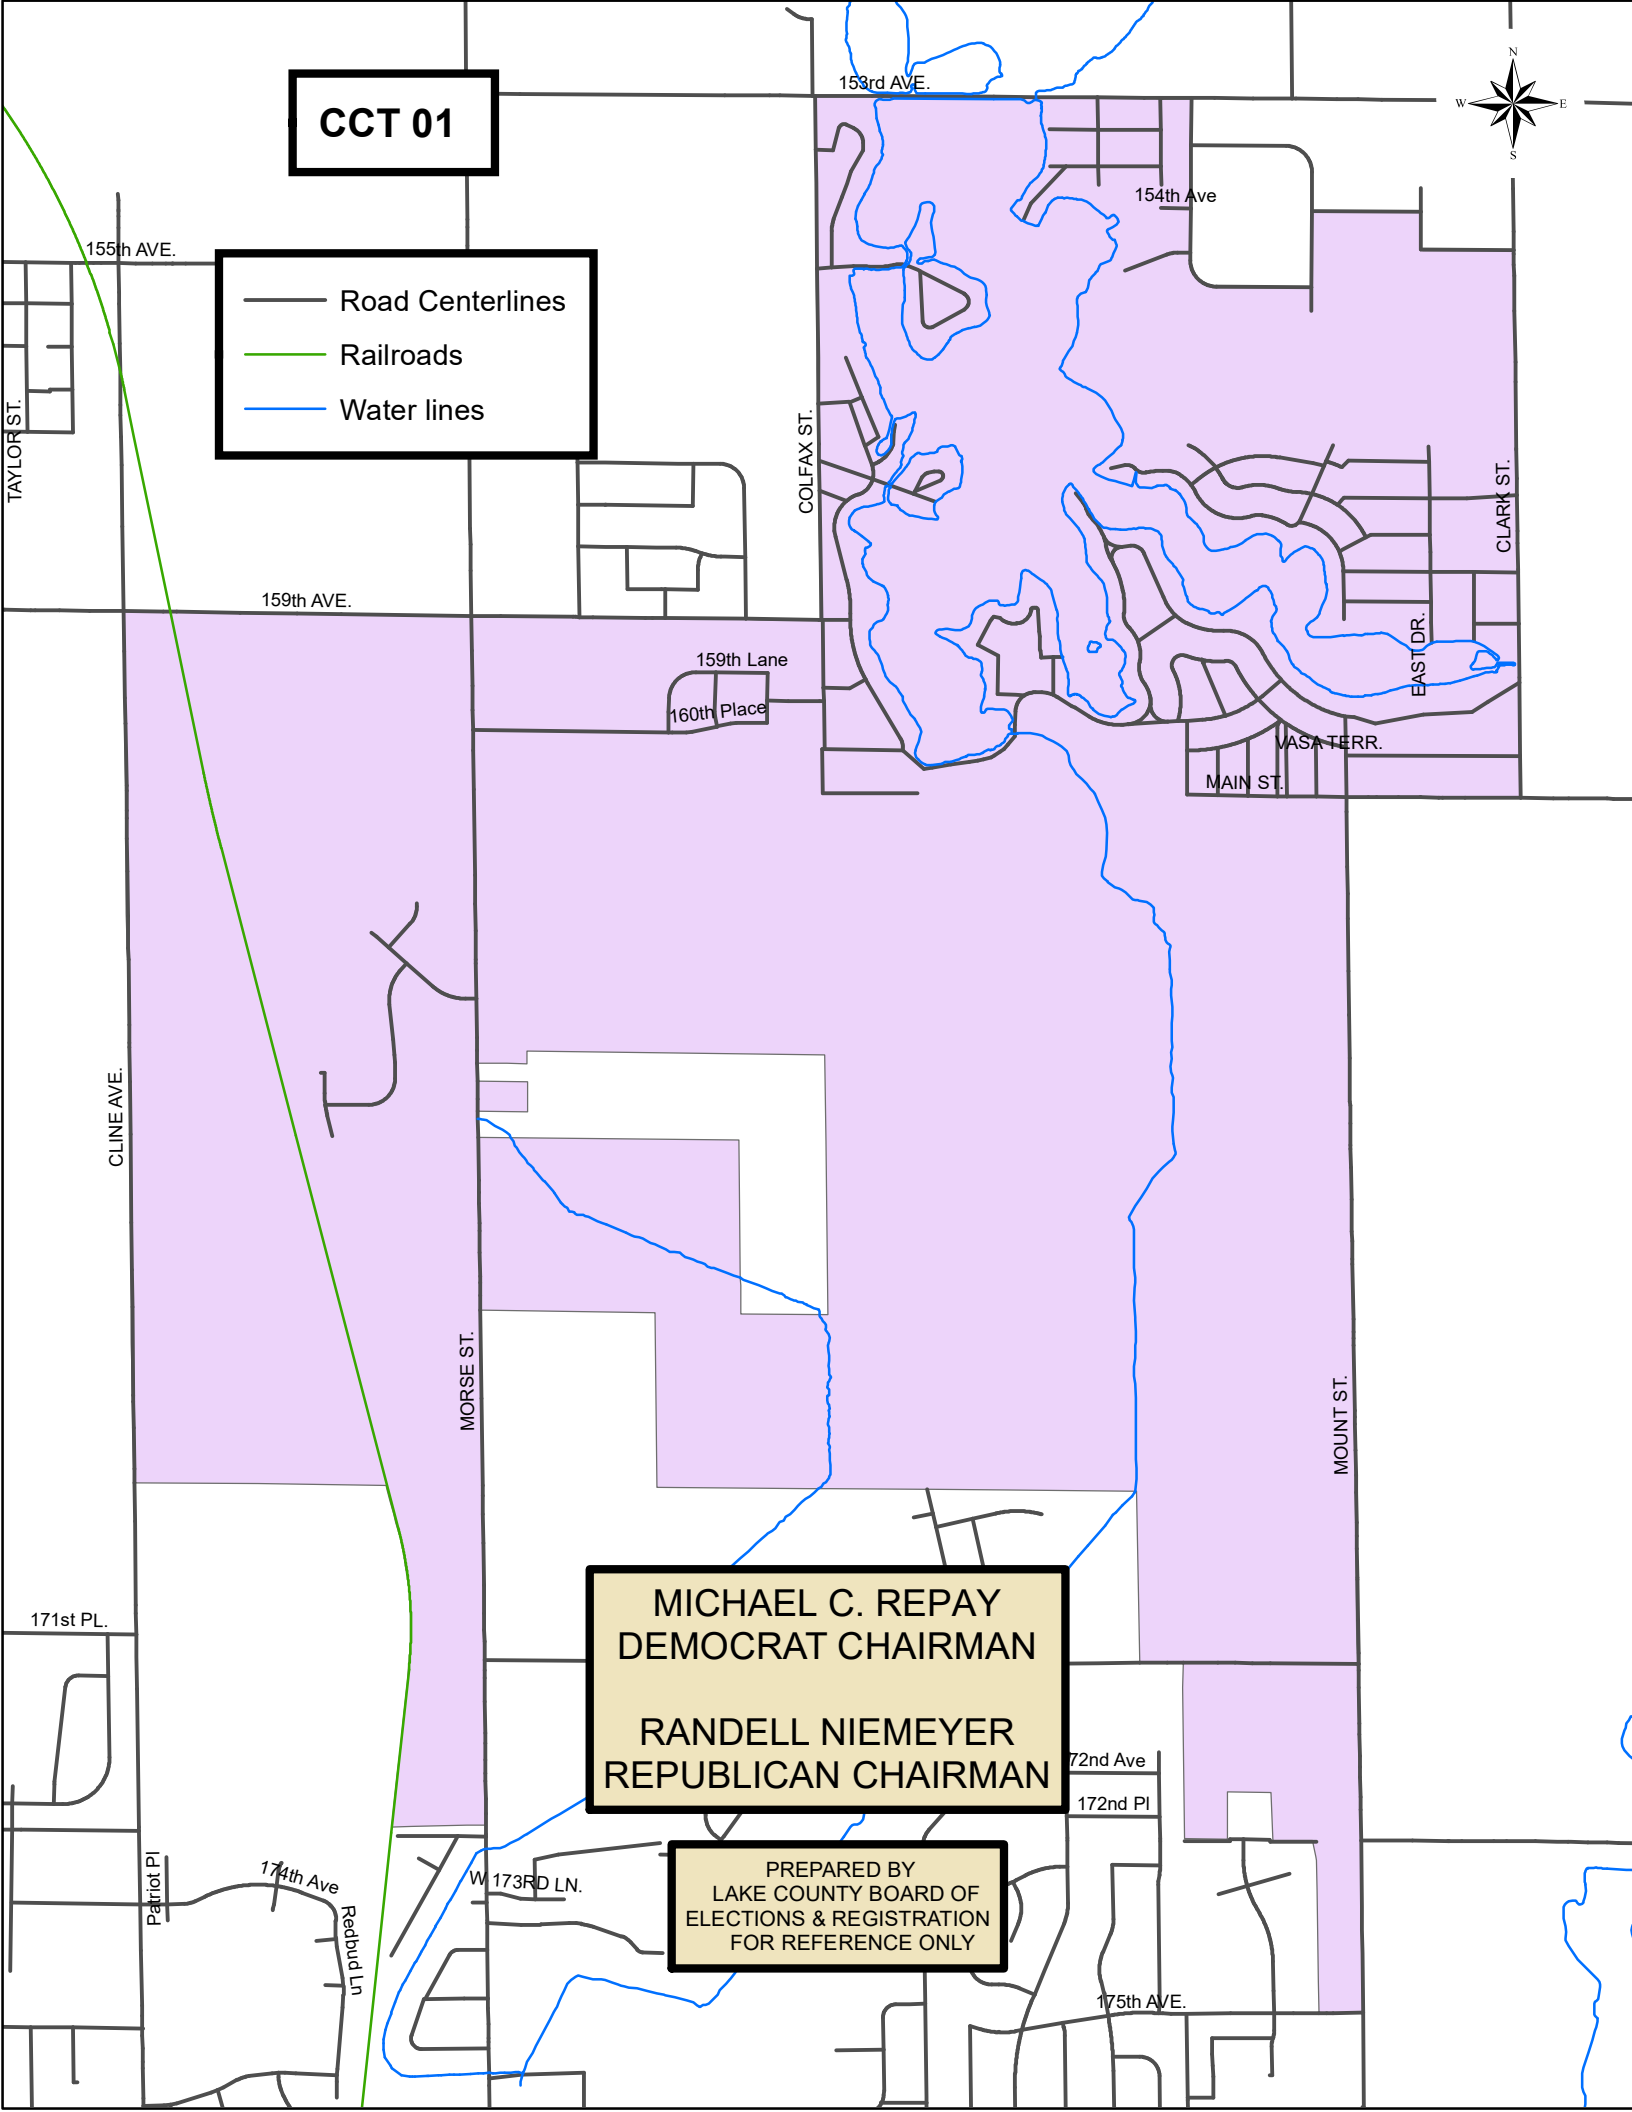 N
W
E
S
153rd AVE.
CCT 01
154th Ave
155th AVE.
Road Centerlines
Railroads
Water lines
TAYLOR ST.
COLFAX ST.
CLARK ST.
159th AVE.
159th Lane
160th Place
EAST DR.
VASA TERR.
MAIN ST.
CLINE AVE.
MORSE ST.
MOUNT ST.
171st PL.
MICHAEL C. REPAY
DEMOCRAT CHAIRMAN
RANDELL NIEMEYER
REPUBLICAN CHAIRMAN
72nd Ave
172nd Pl
PREPARED BY
LAKE COUNTY BOARD OF
ELECTIONS & REGISTRATION
FOR REFERENCE ONLY
Patriot Pl
174th Ave
Redbud Ln
W 173RD LN.
175th AVE.